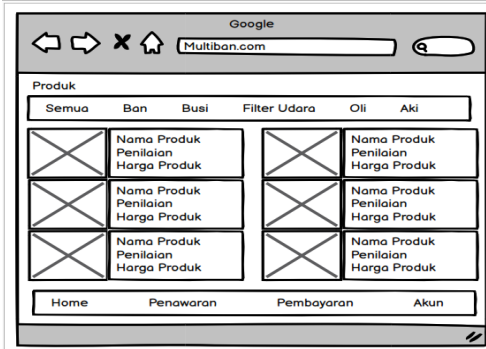 Google
Multiban.com
Produk
Semua Ban Busi Filter Udara Oli Aki
Nama Produk
Penilaian
Harga Produk
Nama Produk
Penilaian
Harga Produk
Nama Produk
Penilaian
Harga Produk
Nama Produk
Penilaian
Harga Produk
Nama Produk
Penilaian
Harga Produk
Nama Produk
Penilaian
Harga Produk
Home Penawaran Pembayaran Akun